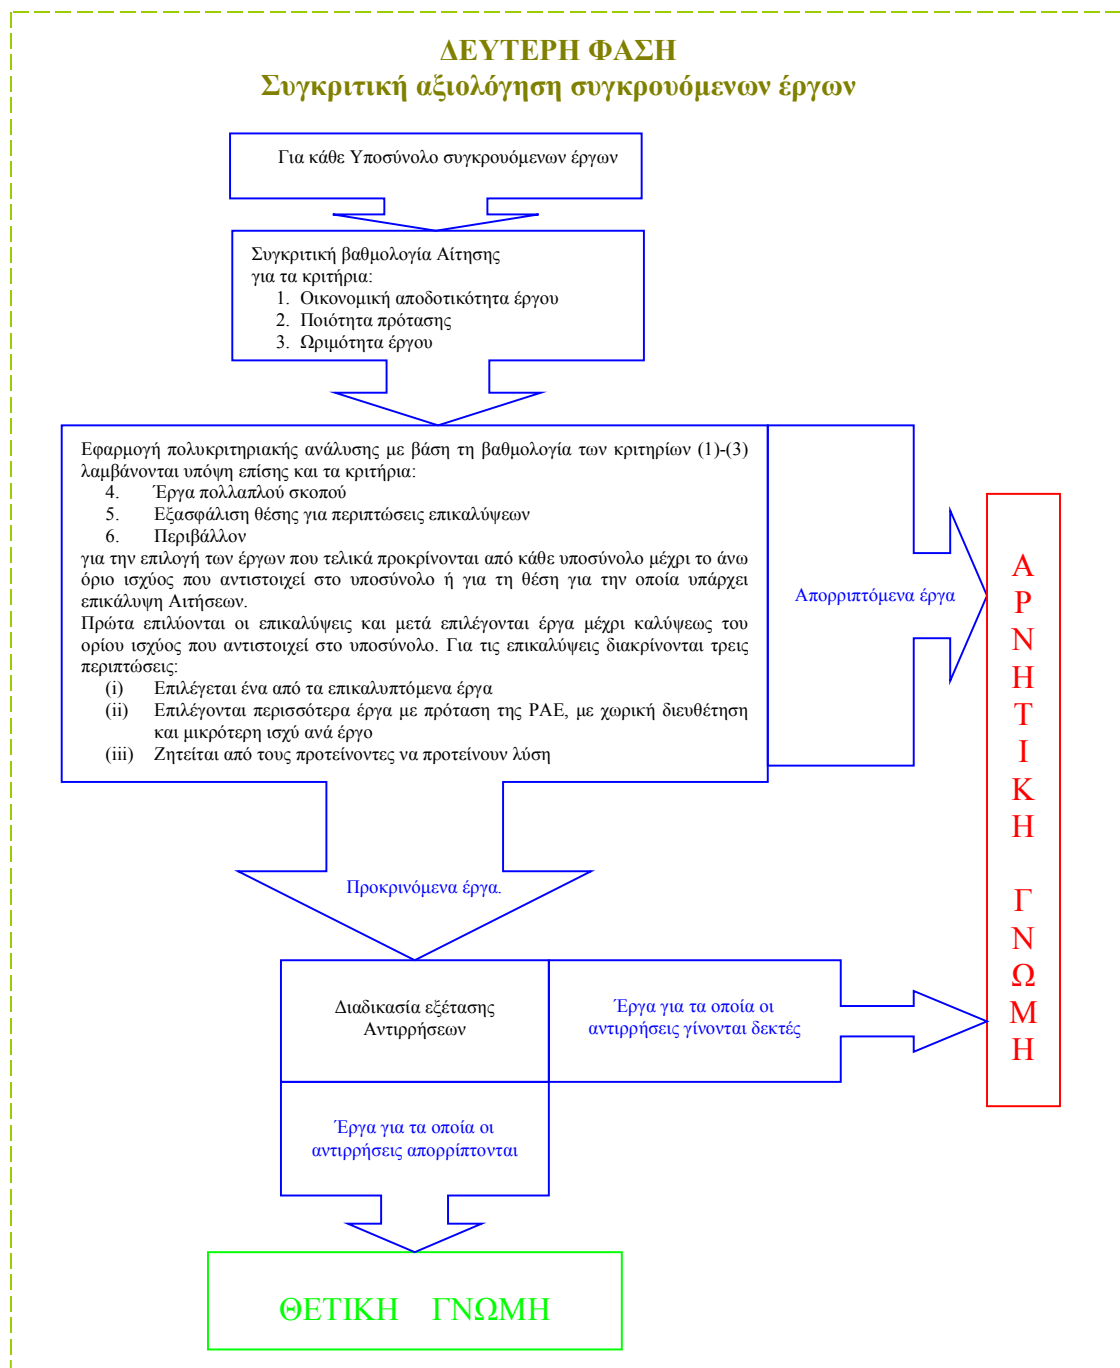 ΔΕΥΤΕΡΗ ΦΑΣΗ
Συγκριτική αξιολόγηση συγκρουόμενων έργων
Για κάθε Υποσύνολο συγκρουόμενων έργων
Συγκριτική βαθμολογία Αίτησης
για τα κριτήρια:
1. Οικονομική αποδοτικότητα έργου
2. Ποιότητα πρότασης
3. Ωριμότητα έργου
Εφαρμογή πολυκριτηριακής ανάλυσης με βάση τη βαθμολογία των κριτηρίων (1)-(3)
λαμβάνονται υπόψη επίσης και τα κριτήρια:
4. Έργα πολλαπλού σκοπού
5. Εξασφάλιση θέσης για περιπτώσεις επικαλύψεων
6. Περιβάλλον
για την επιλογή των έργων που τελικά προκρίνονται από κάθε υποσύνολο μέχρι το άνω
όριο ισχύος που αντιστοιχεί στο υποσύνολο ή για τη θέση για την οποία υπάρχει
επικάλυψη Αιτήσεων.
Πρώτα επιλύονται οι επικαλύψεις και μετά επιλέγονται έργα μέχρι καλύψεως του
ορίου ισχύος που αντιστοιχεί στο υποσύνολο. Για τις επικαλύψεις διακρίνονται τρεις
περιπτώσεις:
(i) Επιλέγεται ένα από τα επικαλυπτόμενα έργα
(ii) Επιλέγονται περισσότερα έργα με πρόταση της ΡΑΕ, με χωρική διευθέτηση
και μικρότερη ισχύ ανά έργο
(iii) Ζητείται από τους προτείνοντες να προτείνουν λύση
Απορριπτόμενα έργα
ΑΡΝΗΤΙΚΗ ΓΝΩΜΗ
Προκρινόμενα έργα.
Διαδικασία εξέτασης
Αντιρρήσεων
Έργα για τα οποία οι
αντιρρήσεις γίνονται δεκτές
Έργα για τα οποία οι
αντιρρήσεις απορρίπτονται
ΘΕΤΙΚΗ ΓΝΩΜΗ